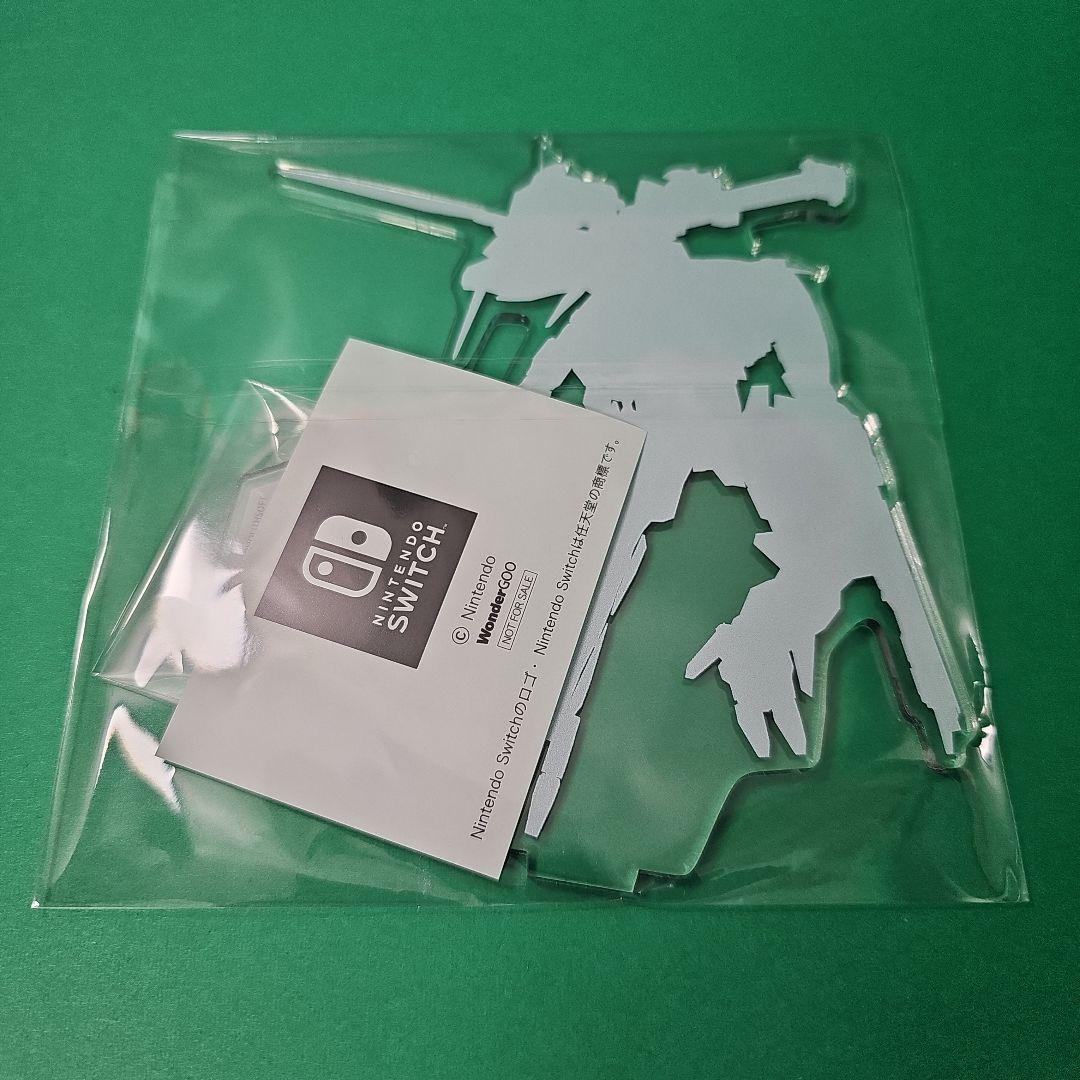 NINTENDO
SWITCH™
© Nintendo
WonderGOO
NOT FOR SALE
Nintendo Switchのロゴ・Nintendo Switchは任天堂の商標です。